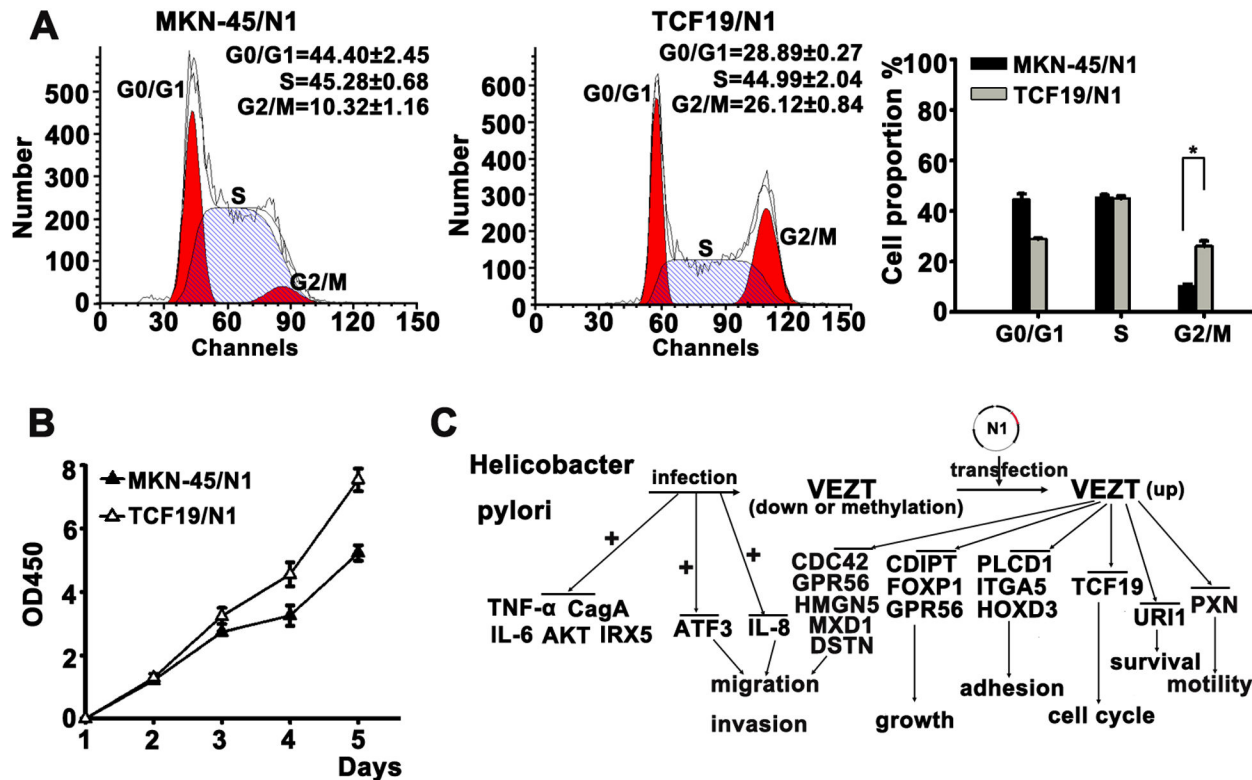 A
MKN-45/N1
G0/G1=44.40±2.45
S=45.28±0.68
G2/M=10.32±1.16
G0/G1
S
G2/M
Number
500
400
300
200
100
0
0 30 60 90 120 150
Channels
TCF19/N1
G0/G1=28.89±0.27
S=44.99±2.04
G2/M=26.12±0.84
G0/G1
S
G2/M
Number
600
500
400
300
200
100
0
0 30 60 90 120 150
Channels
Cell proportion %
100
80
60
40
20
0
MKN-45/N1
TCF19/N1
*
G0/G1 S G2/M
B
MKN-45/N1
TCF19/N1
OD450
8
6
4
2
0
1 2 3 4 5
Days
C
N1
Helicobacter
pylori
infection
VEZT
(down or methylation)
transfection
VEZT (up)
+
+
+
TNF-α CagA
IL-6 AKT IRX5
ATF3
IL-8
CDC42
GPR56
HMGN5
MXD1
DSTN
CDIPT
FOXP1
GPR56
PLCD1
ITGA5
HOXD3
TCF19
URI1
PXN
migration
invasion
growth
adhesion
cell cycle
survival
motility